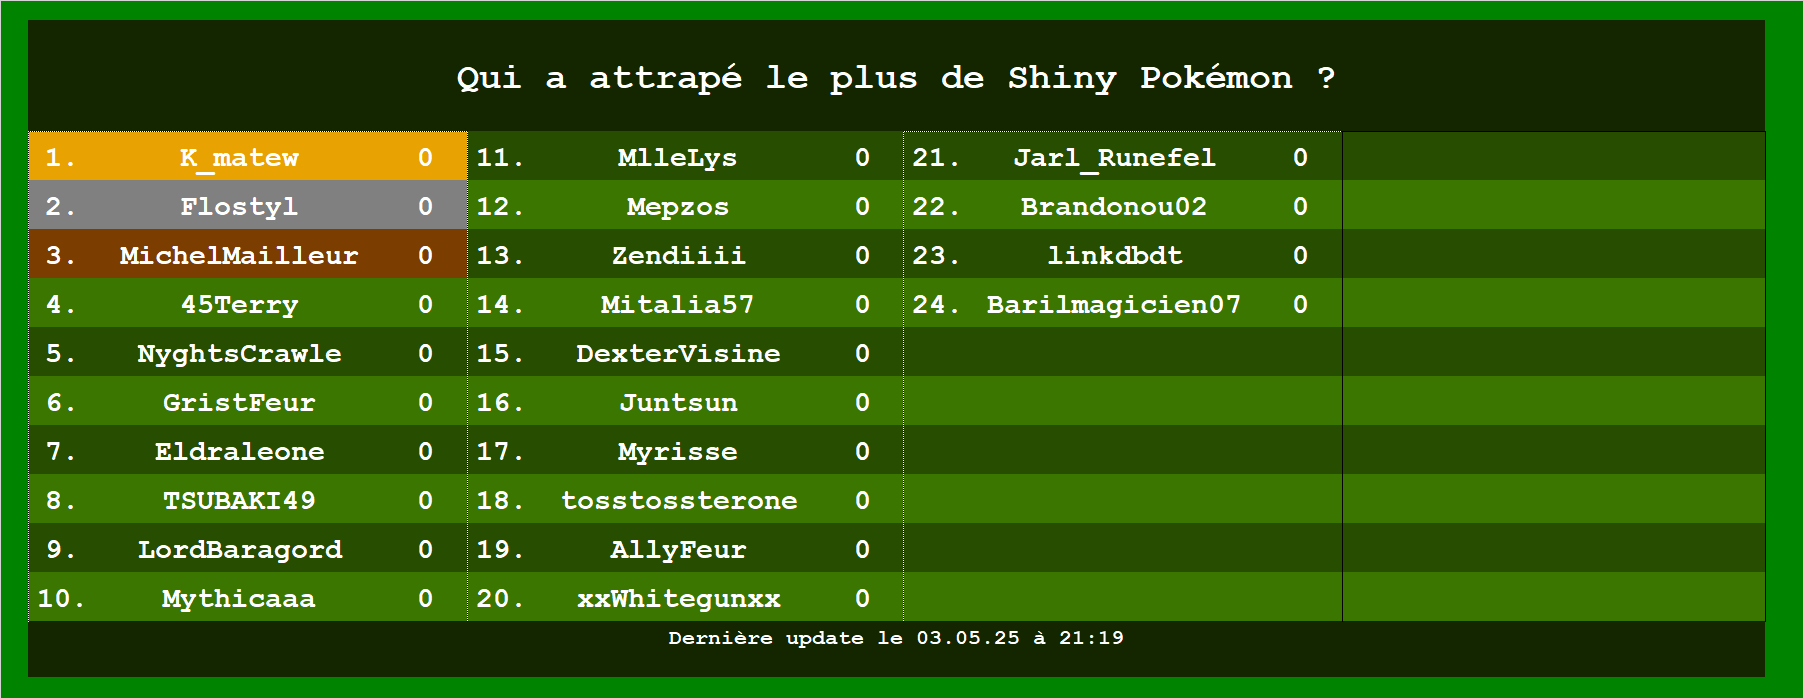 Qui a attrapé le plus de Shiny Pokémon ?
1. K_matew 0
2. Flostyl 0
3. MichelMailleur 0
4. 45Terry 0
5. NyghtsCrawle 0
6. GristFeur 0
7. Eldraleone 0
8. TSUBAKI49 0
9. LordBaragord 0
10. Mythicaaa 0
11. MlleLys 0
12. Mepzos 0
13. Zendiiii 0
14. Mitalia57 0
15. DexterVisine 0
16. Juntsun 0
17. Myrisse 0
18. tosstossterone 0
19. AllyFeur 0
20. xxWhitegunxx 0
21. Jarl_Runefel 0
22. Brandonou02 0
23. linkdbdt 0
24. Barilmagicien07 0
Dernière update le 03.05.25 à 21:19